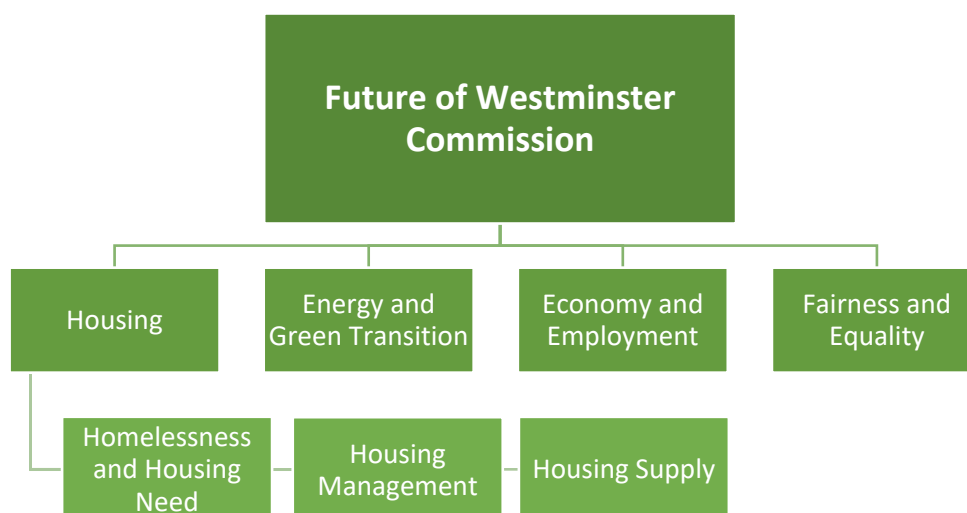 Future of Westminster
Commission
Housing
Energy and
Green Transition
Economy and
Employment
Fairness and
Equality
Homelessness
and Housing
Need
Housing
Management
Housing Supply